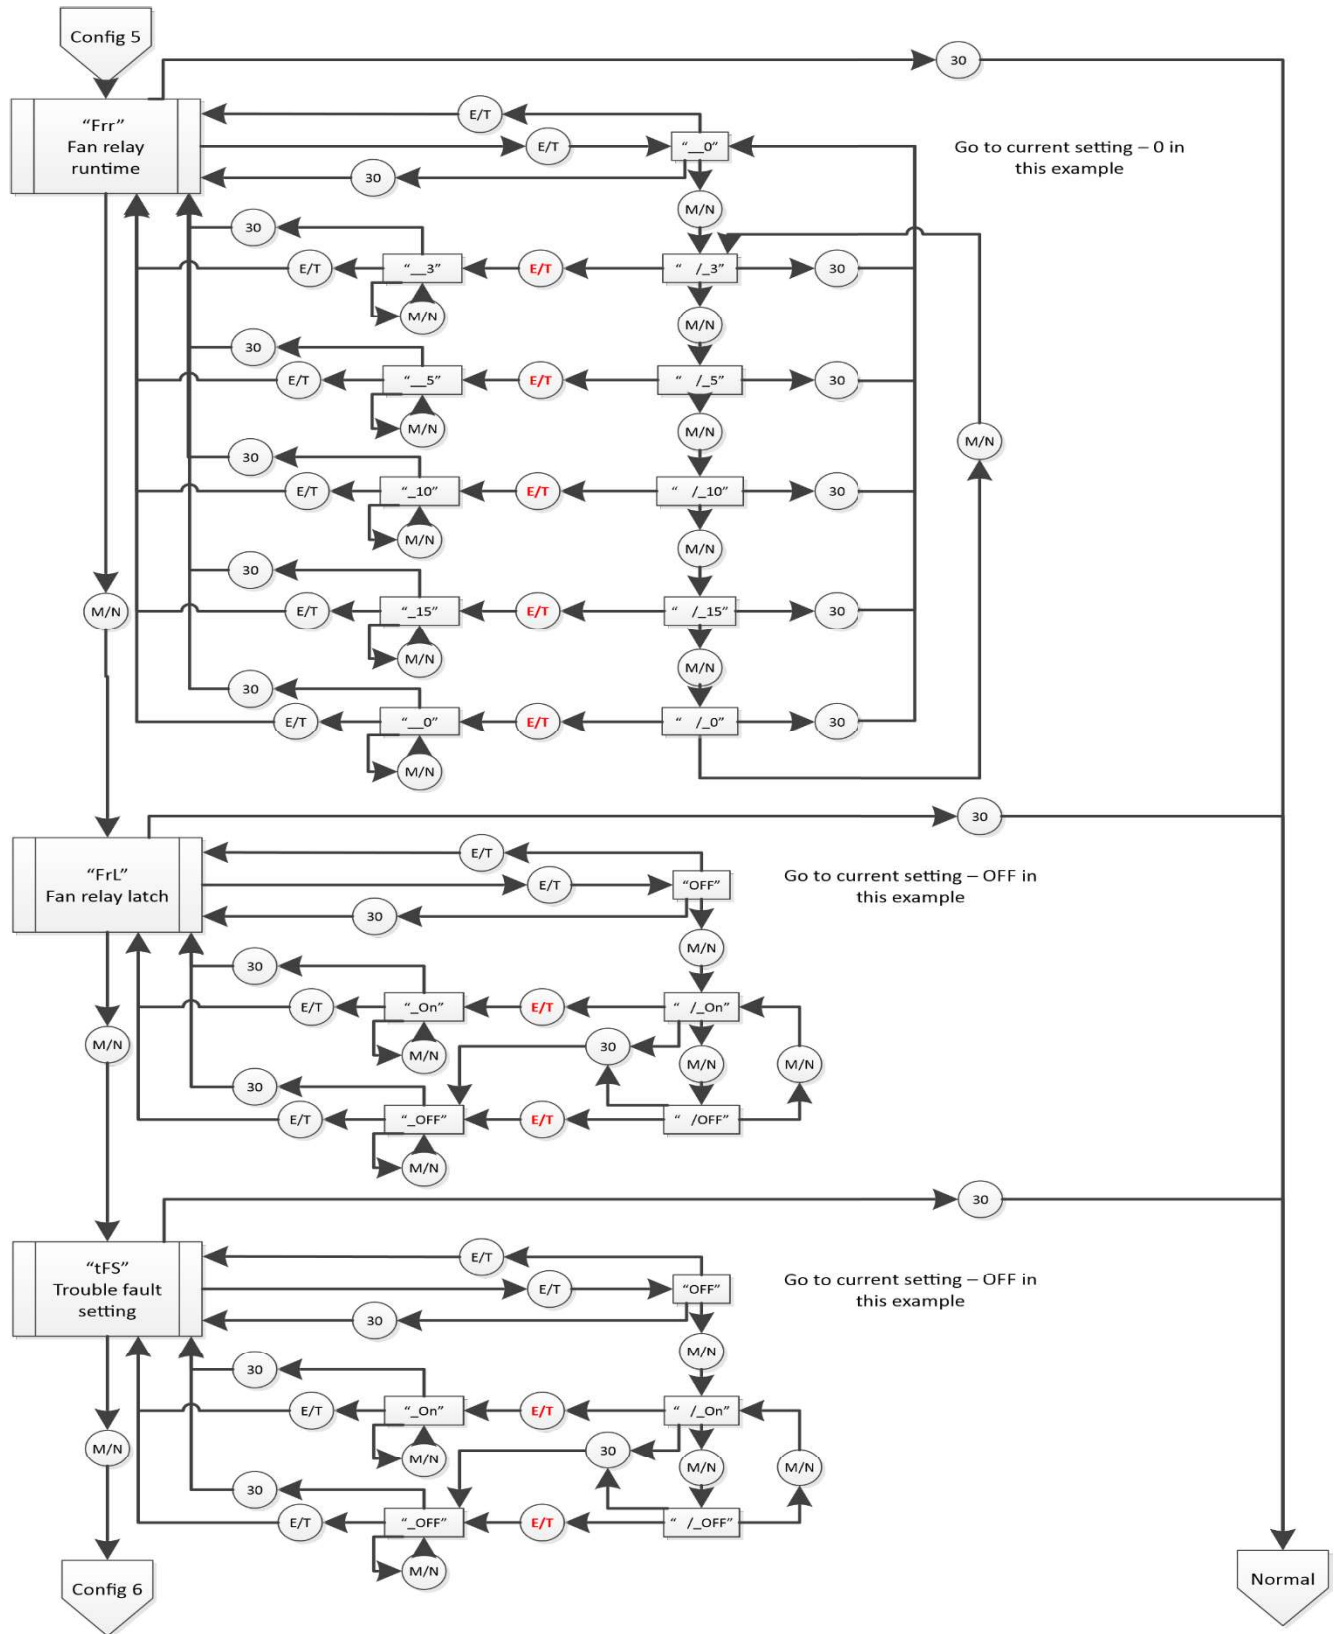 Config 5
30
"Frr"
Fan relay
runtime
E/T
E/T
"__0"
Go to current setting – 0 in
this example
30
M/N
30
E/T
"__3"
E/T
" /_3"
30
M/N
M/N
30
E/T
"__5"
E/T
" /_5"
30
M/N
M/N
M/N
30
E/T
"_10"
E/T
" /_10"
30
M/N
M/N
30
M/N
E/T
"_15"
E/T
" /_15"
30
M/N
M/N
30
E/T
"__0"
E/T
" /_0"
30
M/N
30
"FrL"
Fan relay latch
E/T
E/T
"OFF"
Go to current setting – OFF in
this example
30
M/N
30
E/T
"_On"
E/T
" /_On"
M/N
M/N
30
M/N
M/N
30
E/T
"_OFF"
E/T
" /OFF"
M/N
30
"tFS"
Trouble fault
setting
E/T
E/T
"OFF"
Go to current setting – OFF in
this example
30
M/N
30
E/T
"_On"
E/T
" /_On"
M/N
M/N
30
M/N
M/N
30
E/T
"_OFF"
E/T
" /_OFF"
M/N
Config 6
Normal